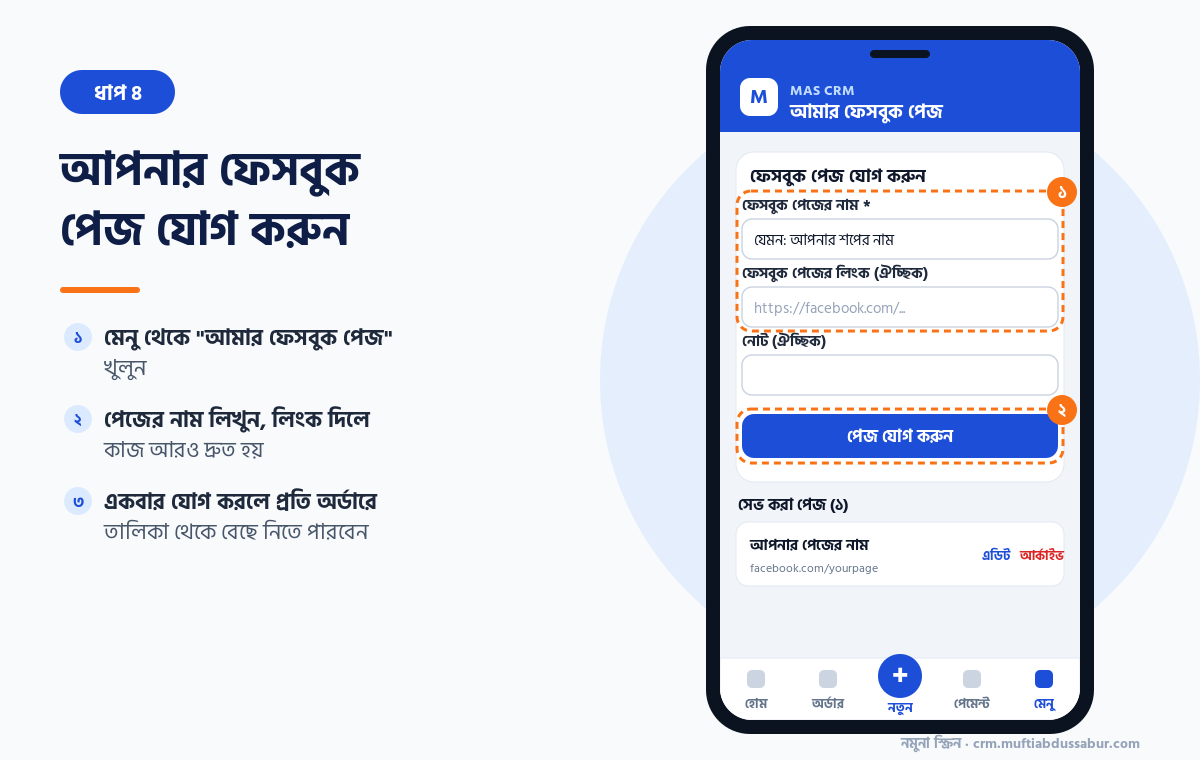 ধাপ ৪
আপনার ফেসবুক
পেজ যোগ করুন
১
মেনু থেকে "আমার ফেসবুক পেজ"
খুলুন
২
পেজের নাম লিখুন, লিংক দিলে
কাজ আরও দ্রুত হয়
৩
একবার যোগ করলে প্রতি অর্ডারে
তালিকা থেকে বেছে নিতে পারবেন
M
MAS CRM
আমার ফেসবুক পেজ
ফেসবুক পেজ যোগ করুন
১
ফেসবুক পেজের নাম *
যেমন: আপনার শপের নাম
ফেসবুক পেজের লিংক (ঐচ্ছিক)
https://facebook.com/...
নোট (ঐচ্ছিক)
২
পেজ যোগ করুন
সেভ করা পেজ (১)
আপনার পেজের নাম
facebook.com/yourpage
এডিট আর্কাইভ
হোম
অর্ডার
+
নতুন
পেমেন্ট
মেনু
নমুনা স্ক্রিন · crm.muftiabdussabur.com